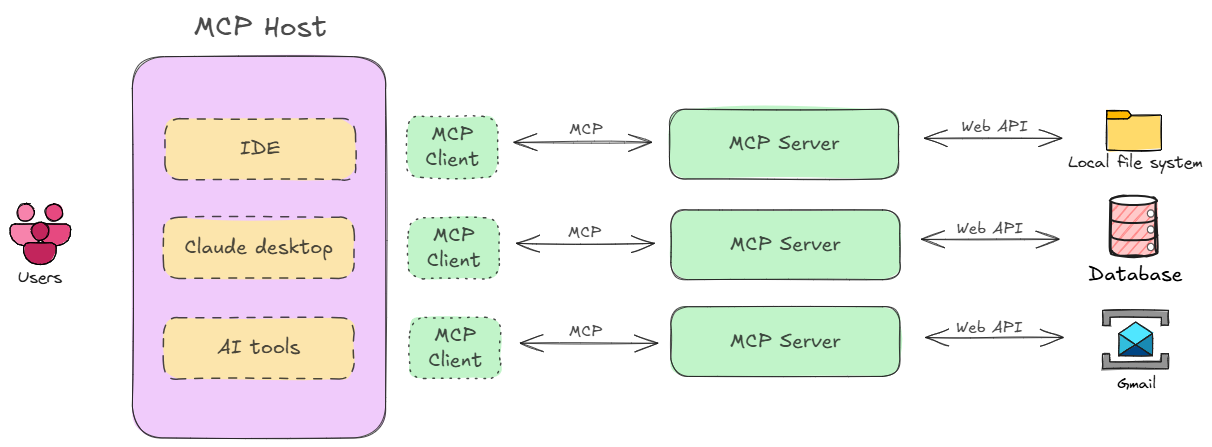 MCP Host
IDE
MCP
Client
MCP
MCP Server
Web API
Local file system
Users
Claude desktop
MCP
Client
MCP
MCP Server
Web API
Database
AI tools
MCP
Client
MCP
MCP Server
Web API
Gmail